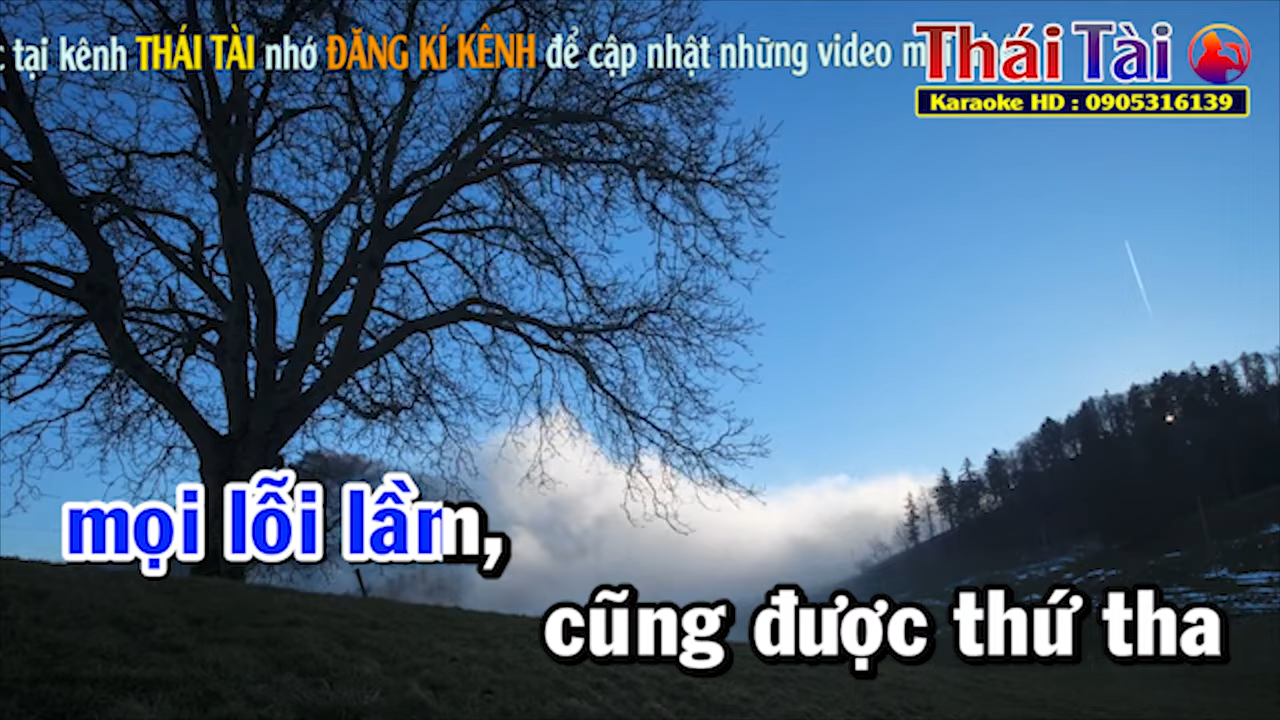 tại kênh THÁI TÀI nhớ ĐĂNG KÍ KÊNH để cập nhật những video
Thái Tài
Karaoke HD : 0905316139
mọi lỗi lầm,
cũng được thứ tha